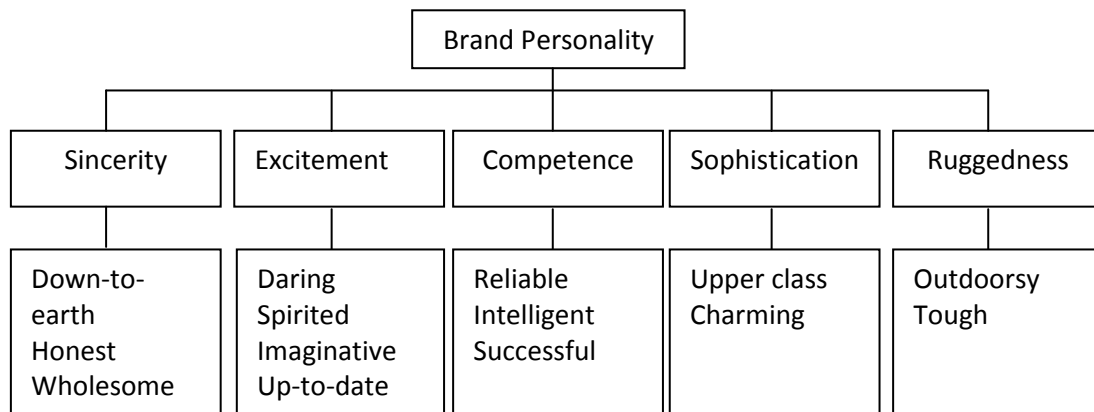 Brand Personality
Sincerity
Excitement
Competence
Sophistication
Ruggedness
Down-to-
earth
Honest
Wholesome
Daring
Spirited
Imaginative
Up-to-date
Reliable
Intelligent
Successful
Upper class
Charming
Outdoorsy
Tough